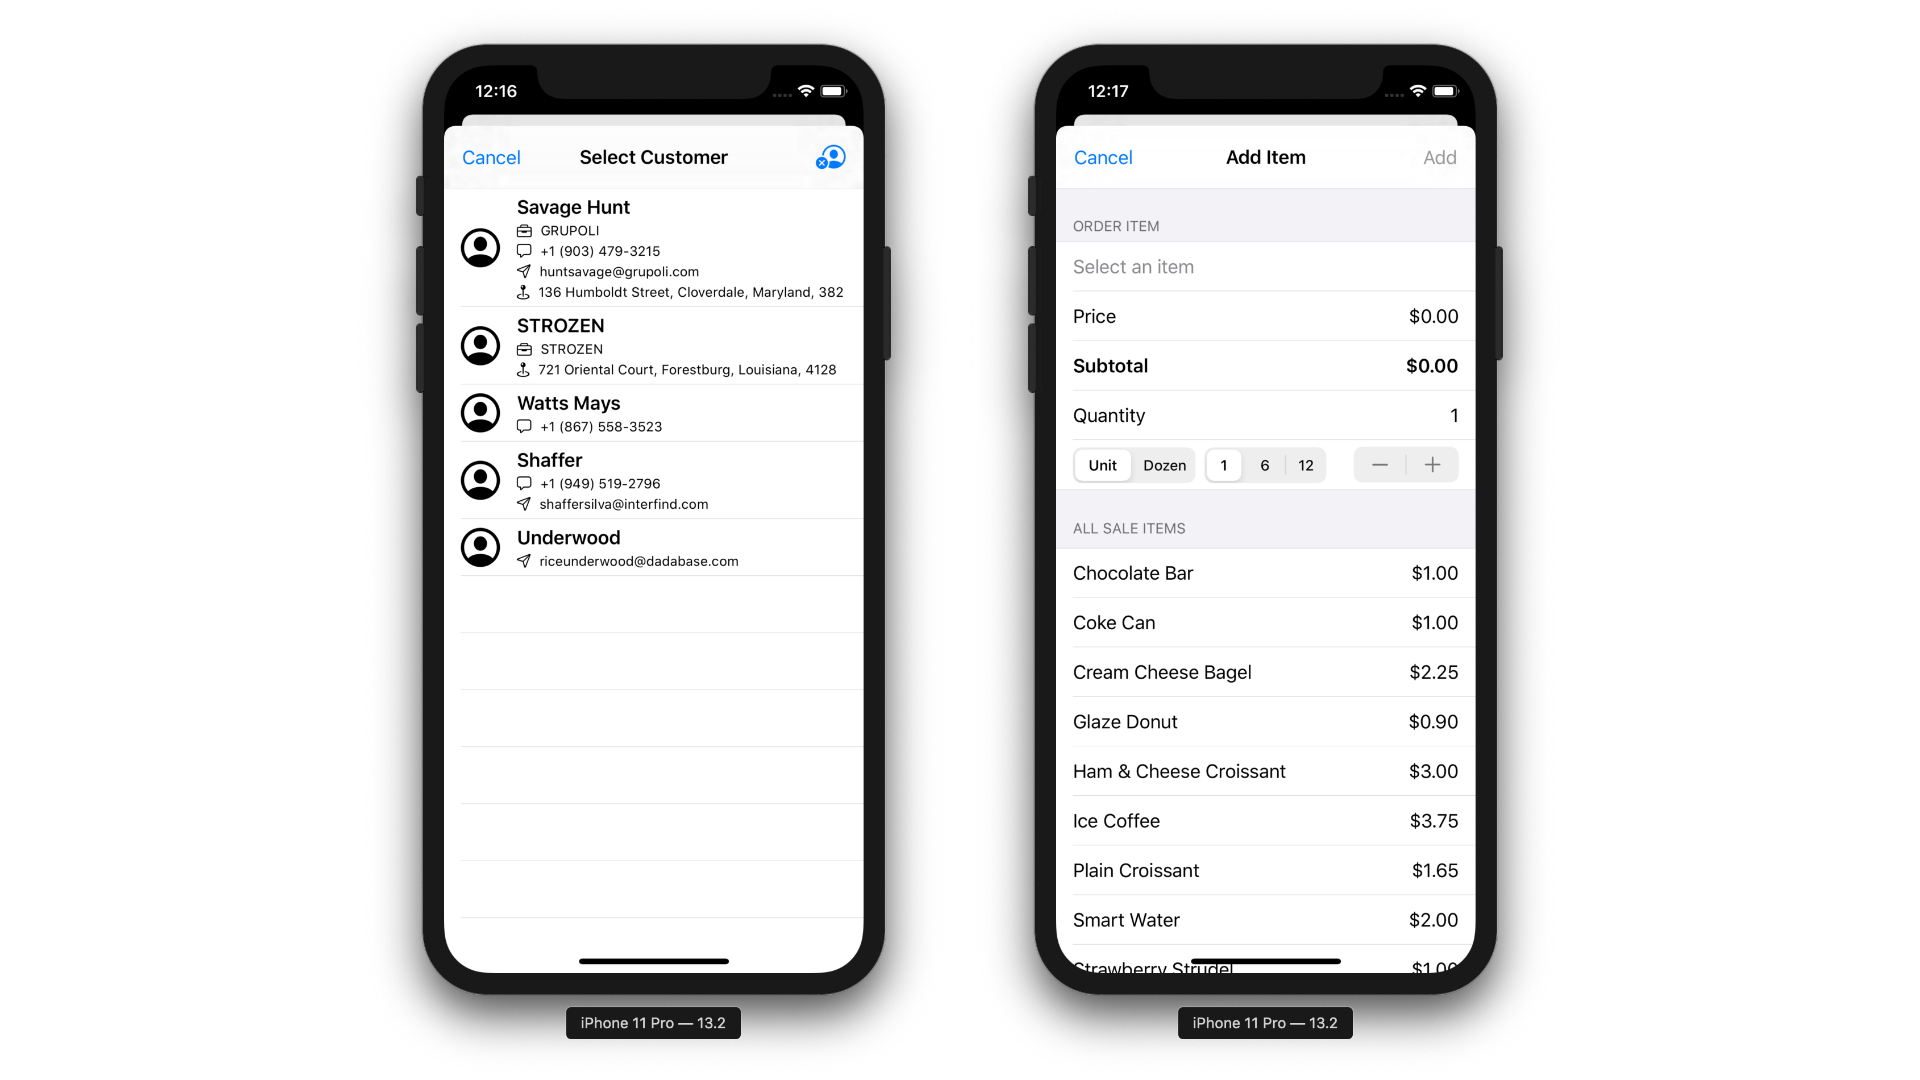 12:16
Cancel
Select Customer
Savage Hunt
GRUPOLI
+1 (903) 479-3215
huntsavage@grupoli.com
136 Humboldt Street, Cloverdale, Maryland, 382
STROZEN
STROZEN
721 Oriental Court, Forestburg, Louisiana, 4128
Watts Mays
+1 (867) 558-3523
Shaffer
+1 (949) 519-2796
shaffersilva@interfind.com
Underwood
riceunderwood@dadabase.com
iPhone 11 Pro — 13.2
12:17
Cancel
Add Item
Add
ORDER ITEM
Select an item
Price $0.00
Subtotal $0.00
Quantity 1
Unit Dozen 1 6 12
ALL SALE ITEMS
Chocolate Bar $1.00
Coke Can $1.00
Cream Cheese Bagel $2.25
Glaze Donut $0.90
Ham & Cheese Croissant $3.00
Ice Coffee $3.75
Plain Croissant $1.65
Smart Water $2.00
Strawberry Strudel $1.00
iPhone 11 Pro — 13.2